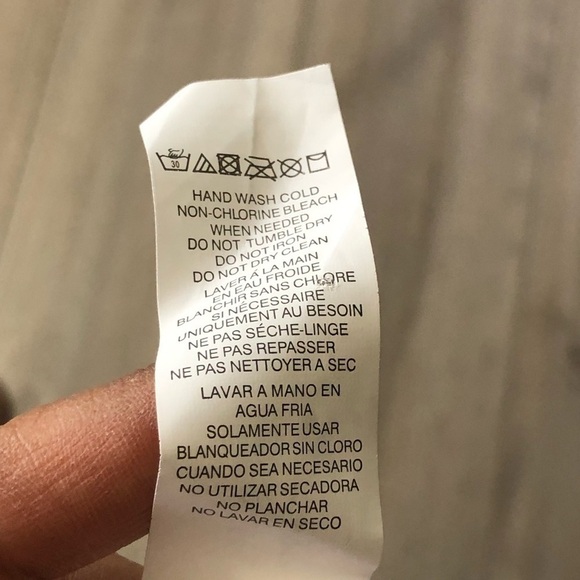 30
HAND WASH COLD
NON-CHLORINE BLEACH
WHEN NEEDED
DO NOT TUMBLE DRY
DO NOT IRON
DO NOT DRY CLEAN
LAVER À LA MAIN
EN EAU FROIDE
BLANCHIR SANS CHLORE
SI NÉCESSAIRE
UNIQUEMENT AU BESOIN
NE PAS SÉCHE-LINGE
NE PAS REPASSER
NE PAS NETTOYER A SEC
LAVAR A MANO EN
AGUA FRIA
SOLAMENTE USAR
BLANQUEADOR SIN CLORO
CUANDO SEA NECESARIO
NO UTILIZAR SECADORA
NO PLANCHAR
NO LAVAR EN SECO